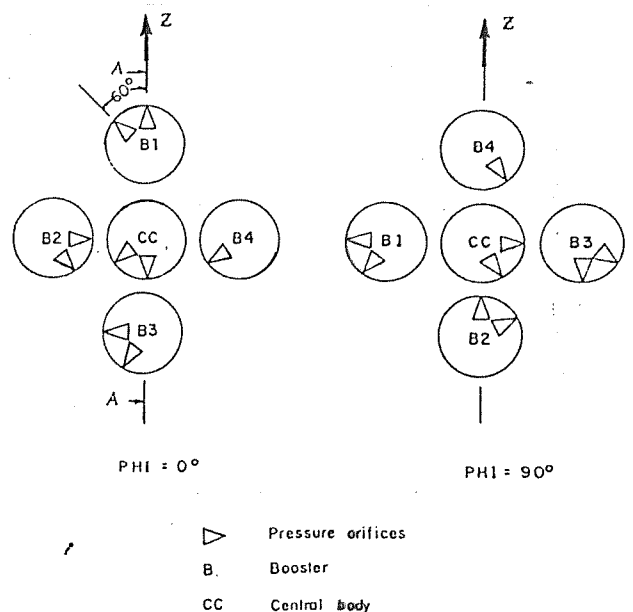 Z
Z
A
60°
B1
B4
B2
CC
B4
B1
CC
B3
B3
B2
A
PHI = 0°
PHI = 90°
Pressure orifices
B. Booster
CC Central body